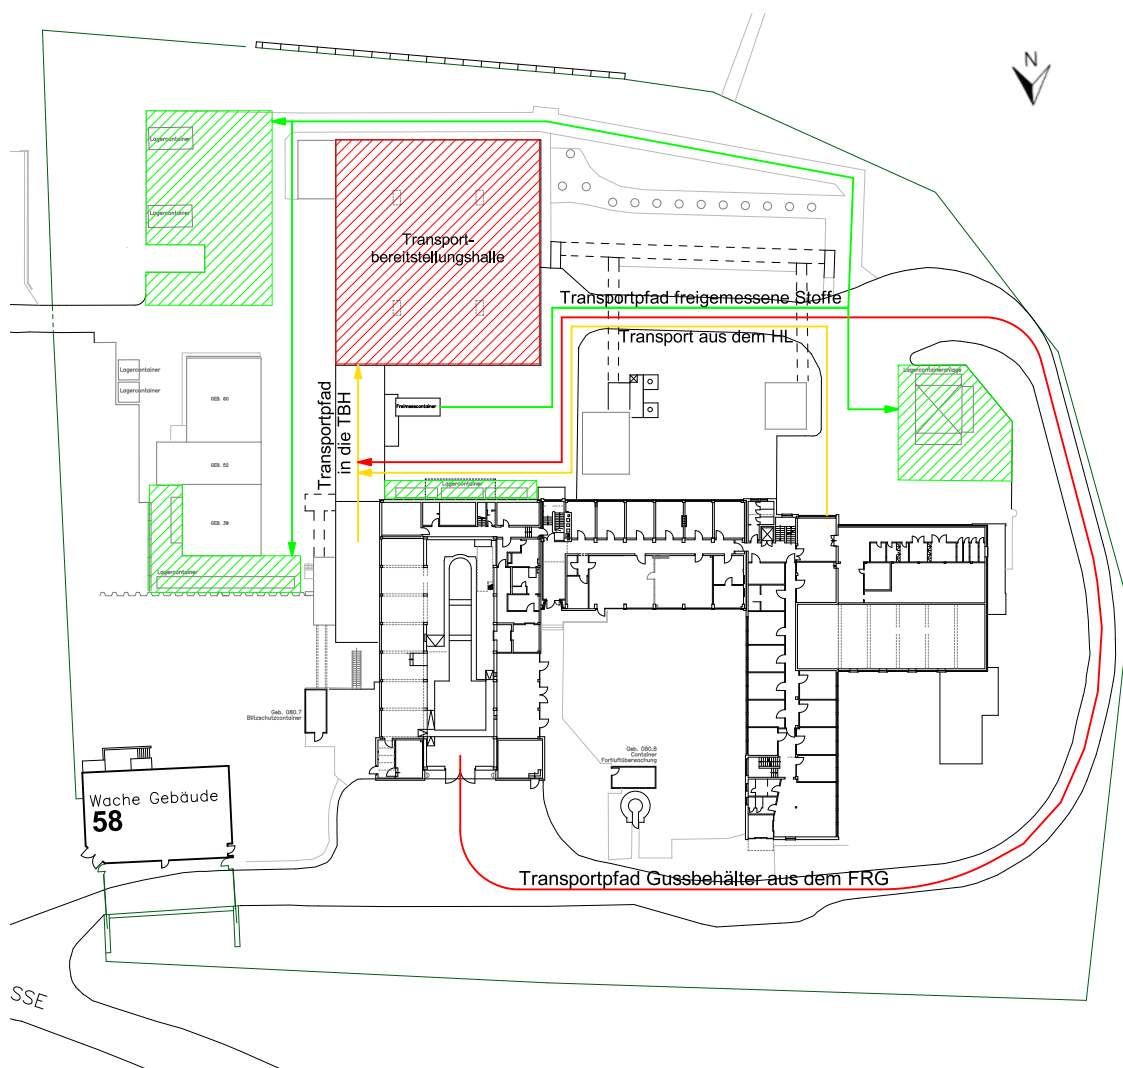 N
Lagercontainer
Lagercontainer
Transport-
bereitstellungshalle
Transportpfad freigemessene Stoffe
Transport aus dem HL
Lagercontainer
Lagercontainer
Lagercontaineranlage
GEB. 60
Freimesscontainer
Transportpfad
in die TBH
GEB. 52
Lagercontainer
GEB. 39
Lagercontainer
Geb. 080.7
Blitzschutzcontainer
Geb. 080.8
Container
Fortluftüberwachung
Wache Gebäude
58
Transportpfad Gussbehälter aus dem FRG
SSE